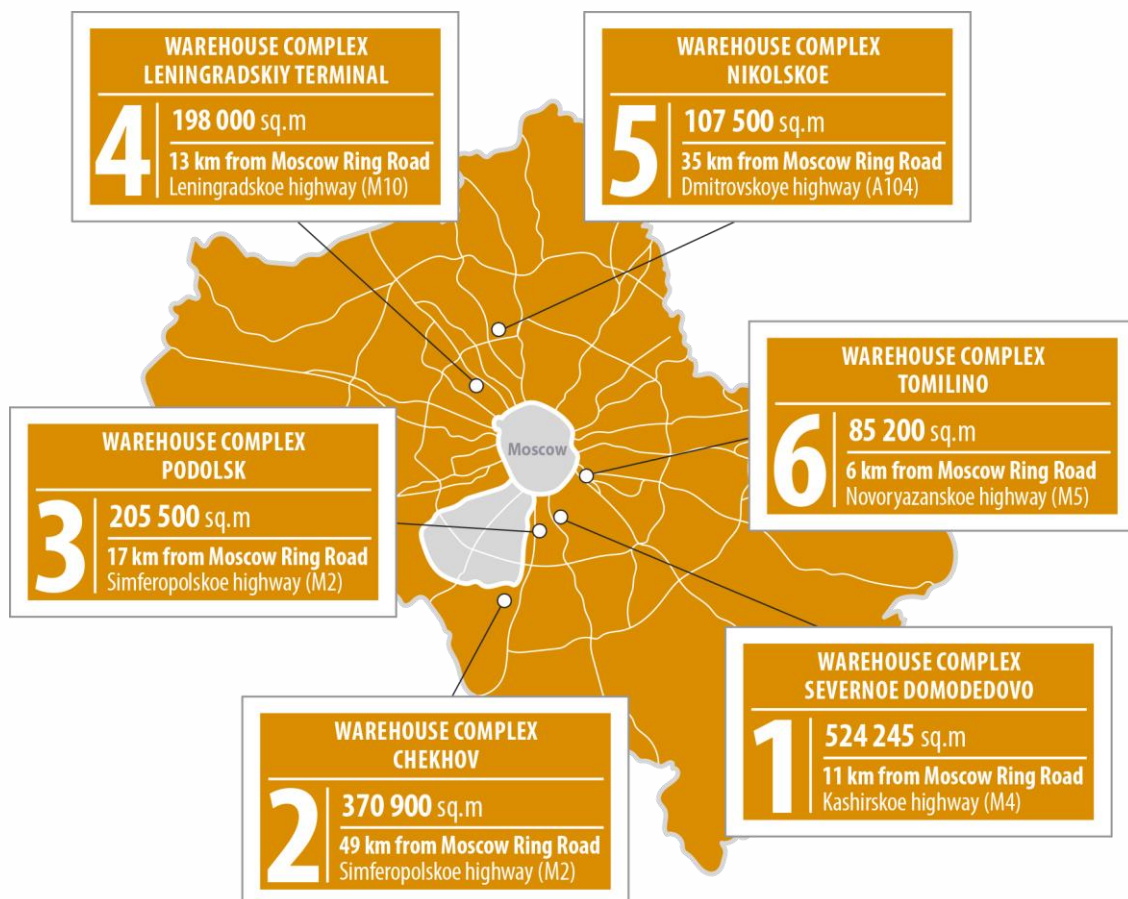 WAREHOUSE COMPLEX
LENINGRADSKIY TERMINAL
4
198 000 sq.m
13 km from Moscow Ring Road
Leningradskoe highway (M10)
WAREHOUSE COMPLEX
NIKOLSKOE
5
107 500 sq.m
35 km from Moscow Ring Road
Dmitrovskoye highway (A104)
WAREHOUSE COMPLEX
TOMILINO
6
85 200 sq.m
6 km from Moscow Ring Road
Novoryazanskoe highway (M5)
Moscow
WAREHOUSE COMPLEX
PODOLSK
3
205 500 sq.m
17 km from Moscow Ring Road
Simferopolskoe highway (M2)
WAREHOUSE COMPLEX
SEVERNOE DOMODEDOVO
1
524 245 sq.m
11 km from Moscow Ring Road
Kashirskoe highway (M4)
WAREHOUSE COMPLEX
CHEKHOV
2
370 900 sq.m
49 km from Moscow Ring Road
Simferopolskoe highway (M2)